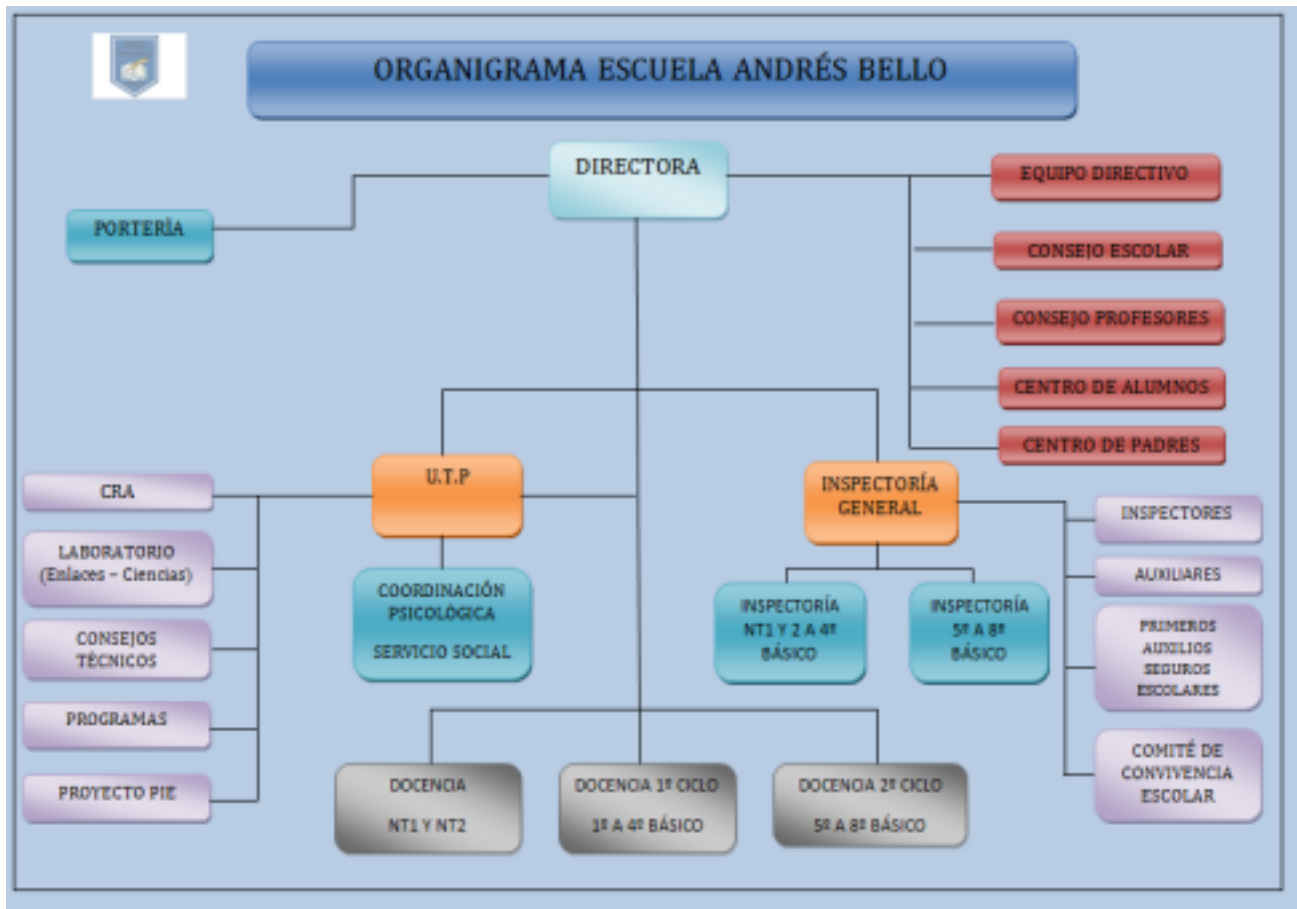 ORGANIGRAMA ESCUELA ANDRÉS BELLO
DIRECTORA
PORTERÍA
EQUIPO DIRECTIVO
CONSEJO ESCOLAR
CONSEJO PROFESORES
CENTRO DE ALUMNOS
CENTRO DE PADRES
U.T.P
INSPECTORÍA
GENERAL
CRA
LABORATORIO
(Enlaces – Ciencias)
CONSEJOS
TÉCNICOS
PROGRAMAS
PROYECTO PIE
COORDINACIÓN
PSICOLÓGICA
SERVICIO SOCIAL
INSPECTORÍA
NT1 Y 2 A 4º
BÁSICO
INSPECTORÍA
5º A 8º
BÁSICO
INSPECTORES
AUXILIARES
PRIMEROS
AUXILIOS
SEGUROS
ESCOLARES
COMITÉ DE
CONVIVENCIA
ESCOLAR
DOCENCIA
NT1 Y NT2
DOCENCIA 1º CICLO
1º A 4º BÁSICO
DOCENCIA 2º CICLO
5º A 8º BÁSICO